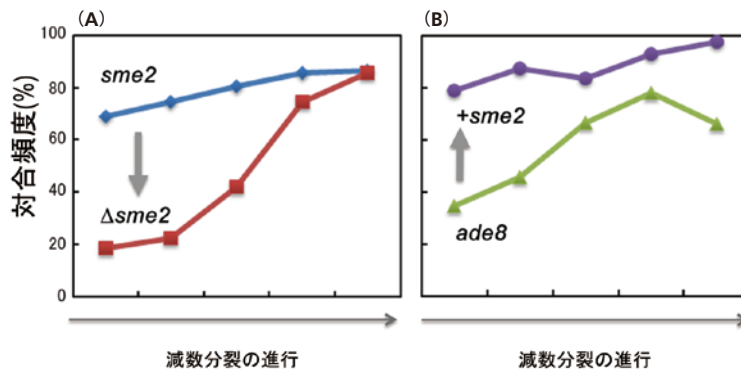 (A)
(B)
対合頻度(%)
100
80
60
40
20
0
sme2
Δsme2
+sme2
ade8
減数分裂の進行
減数分裂の進行